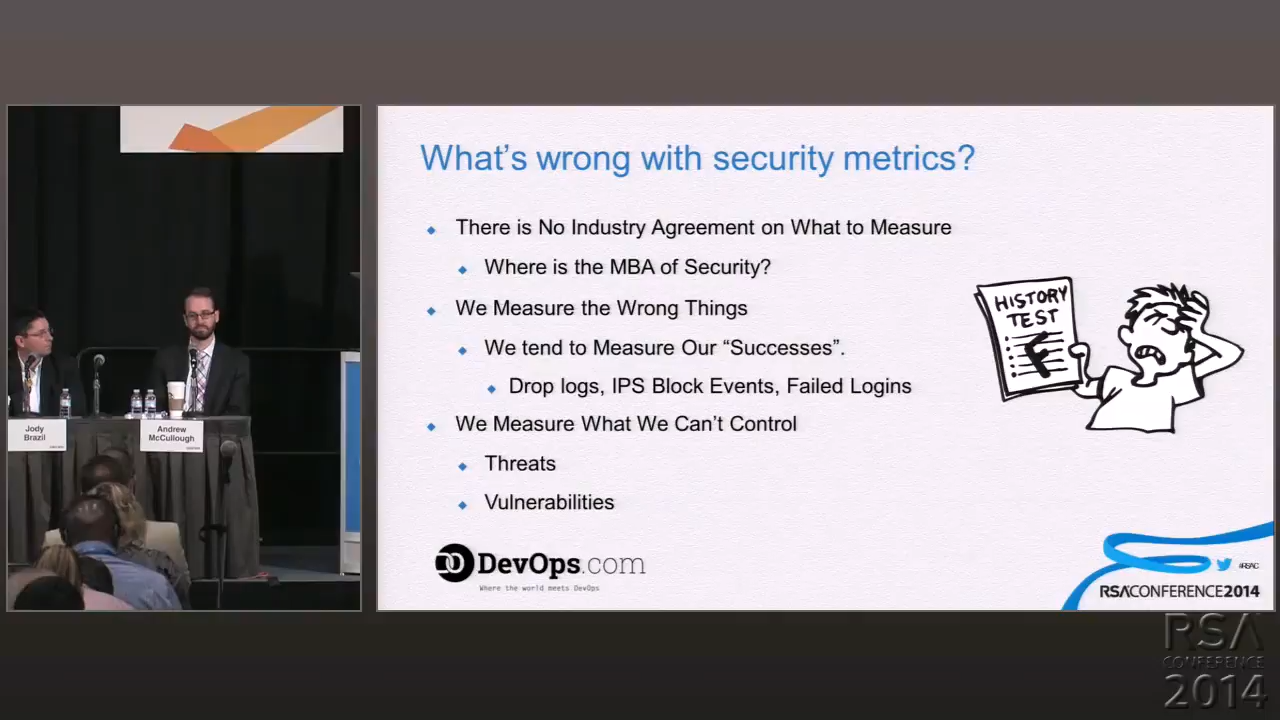 What's wrong with security metrics?
There is No Industry Agreement on What to Measure
Where is the MBA of Security?
We Measure the Wrong Things
We tend to Measure Our “Successes”.
Drop logs, IPS Block Events, Failed Logins
We Measure What We Can't Control
Threats
Vulnerabilities
HISTORY
TEST
F
DevOps.com
Where the world meets DevOps
#RSAC
RSACONFERENCE2014
Jody
Brazil
Andrew
McCullough
RSA
CONFERENCE
2014